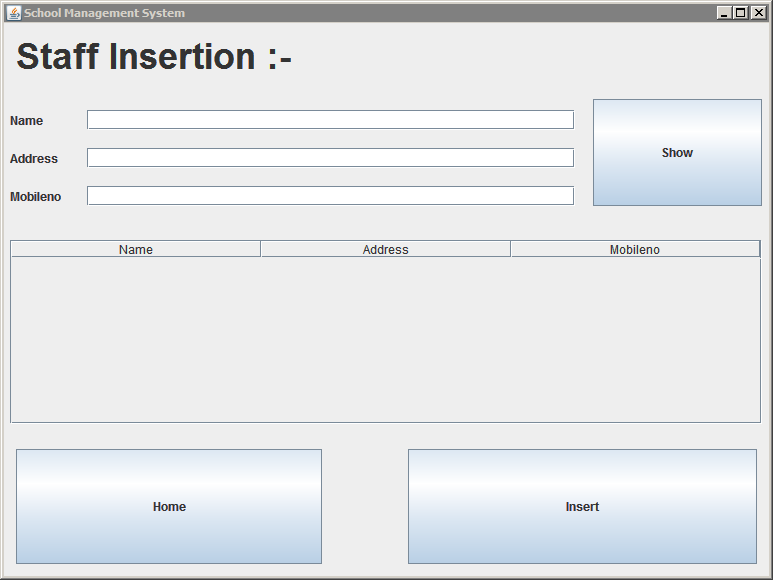 School Management System
Staff Insertion :-
Name
Address
Show
Mobileno
Name Address Mobileno
Home Insert